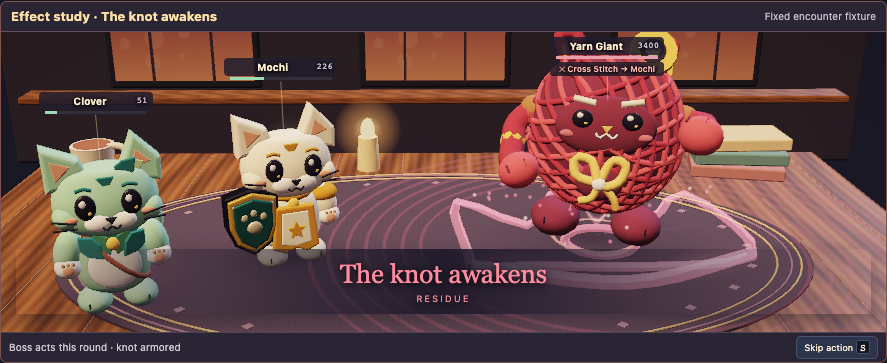 Effect study · The knot awakens
Fixed encounter fixture
Yarn Giant 3400
× Cross Stitch → Mochi
Mochi 226
Clover 51
The knot awakens
RESIDUE
Boss acts this round · knot armored
Skip action S